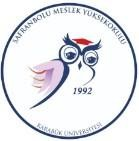 SAFRANBOLU MESLEK YÜKSEKOKULU
1992
KARABÜK ÜNİVERSİTESİ